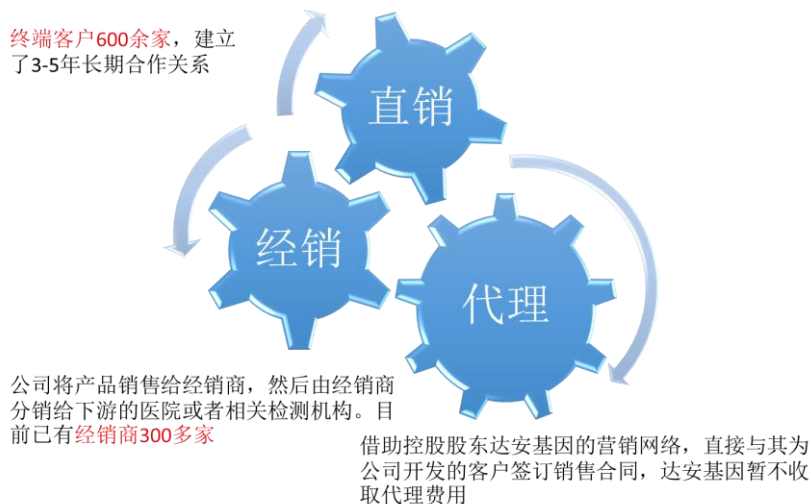 终端客户600余家，建立
了3-5年长期合作关系
直销
经销
代理
公司将产品销售给经销商，然后由经销商
分销给下游的医院或者相关检测机构。目
前已有经销商300多家
借助控股股东达安基因的营销网络，直接与其为
公司开发的客户签订销售合同，达安基因暂不收
取代理费用